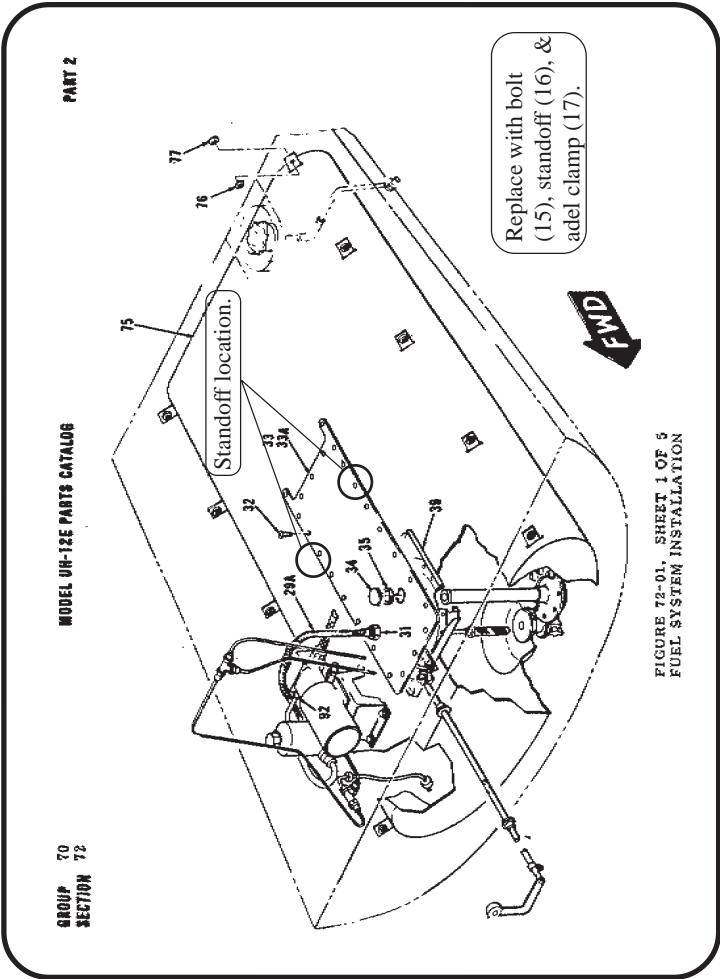 GROUP 70
SECTION 72
MODEL UH-12E PARTS CATALOG
PART 2
75
76
77
Standoff location.
33
33A
32
29A
34
35
39
31
82
Replace with bolt
(15), standoff (16), &
adel clamp (17).
FWD
FIGURE 72-01, SHEET 1 OF 5
FUEL SYSTEM INSTALLATION